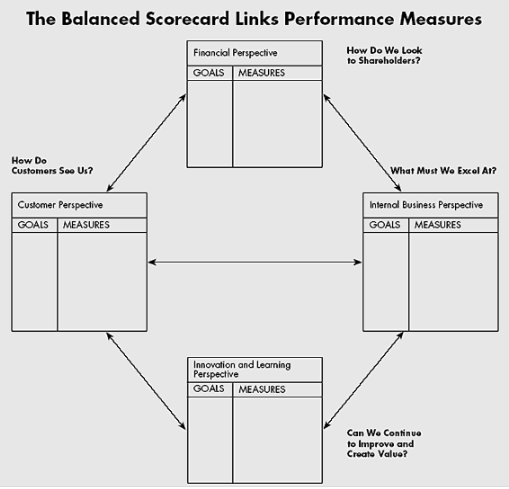 The Balanced Scorecard Links Performance Measures
Financial Perspective
GOALS MEASURES
How Do We Look
to Shareholders?
How Do
Customers See Us?
Customer Perspective
GOALS MEASURES
What Must We Excel At?
Internal Business Perspective
GOALS MEASURES
Innovation and Learning
Perspective
GOALS MEASURES
Can We Continue
to Improve and
Create Value?